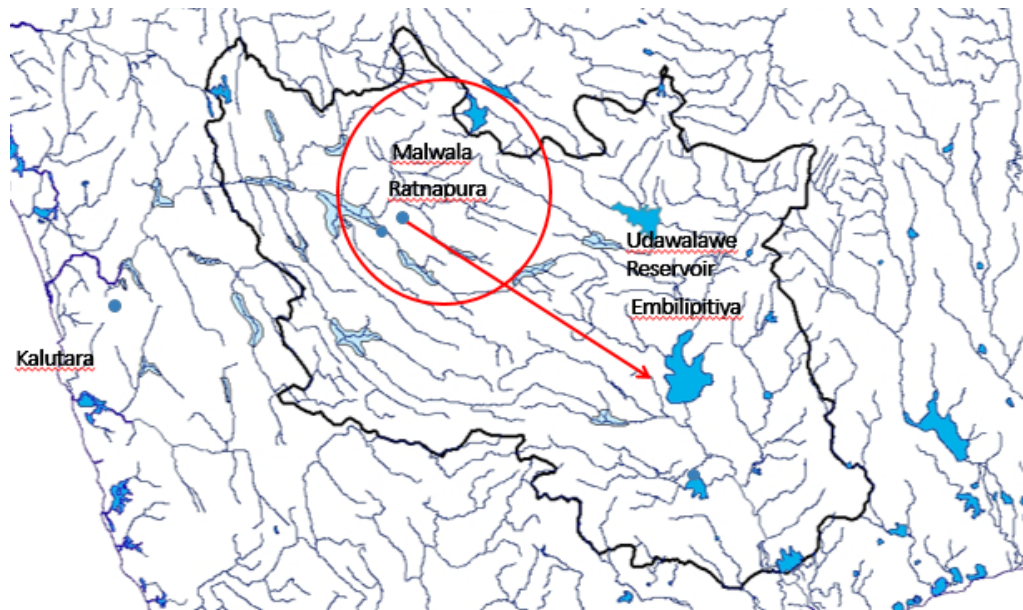 Malwala
Ratnapura
Udawalawe
Reservoir
Embilipitiya
Kalutara